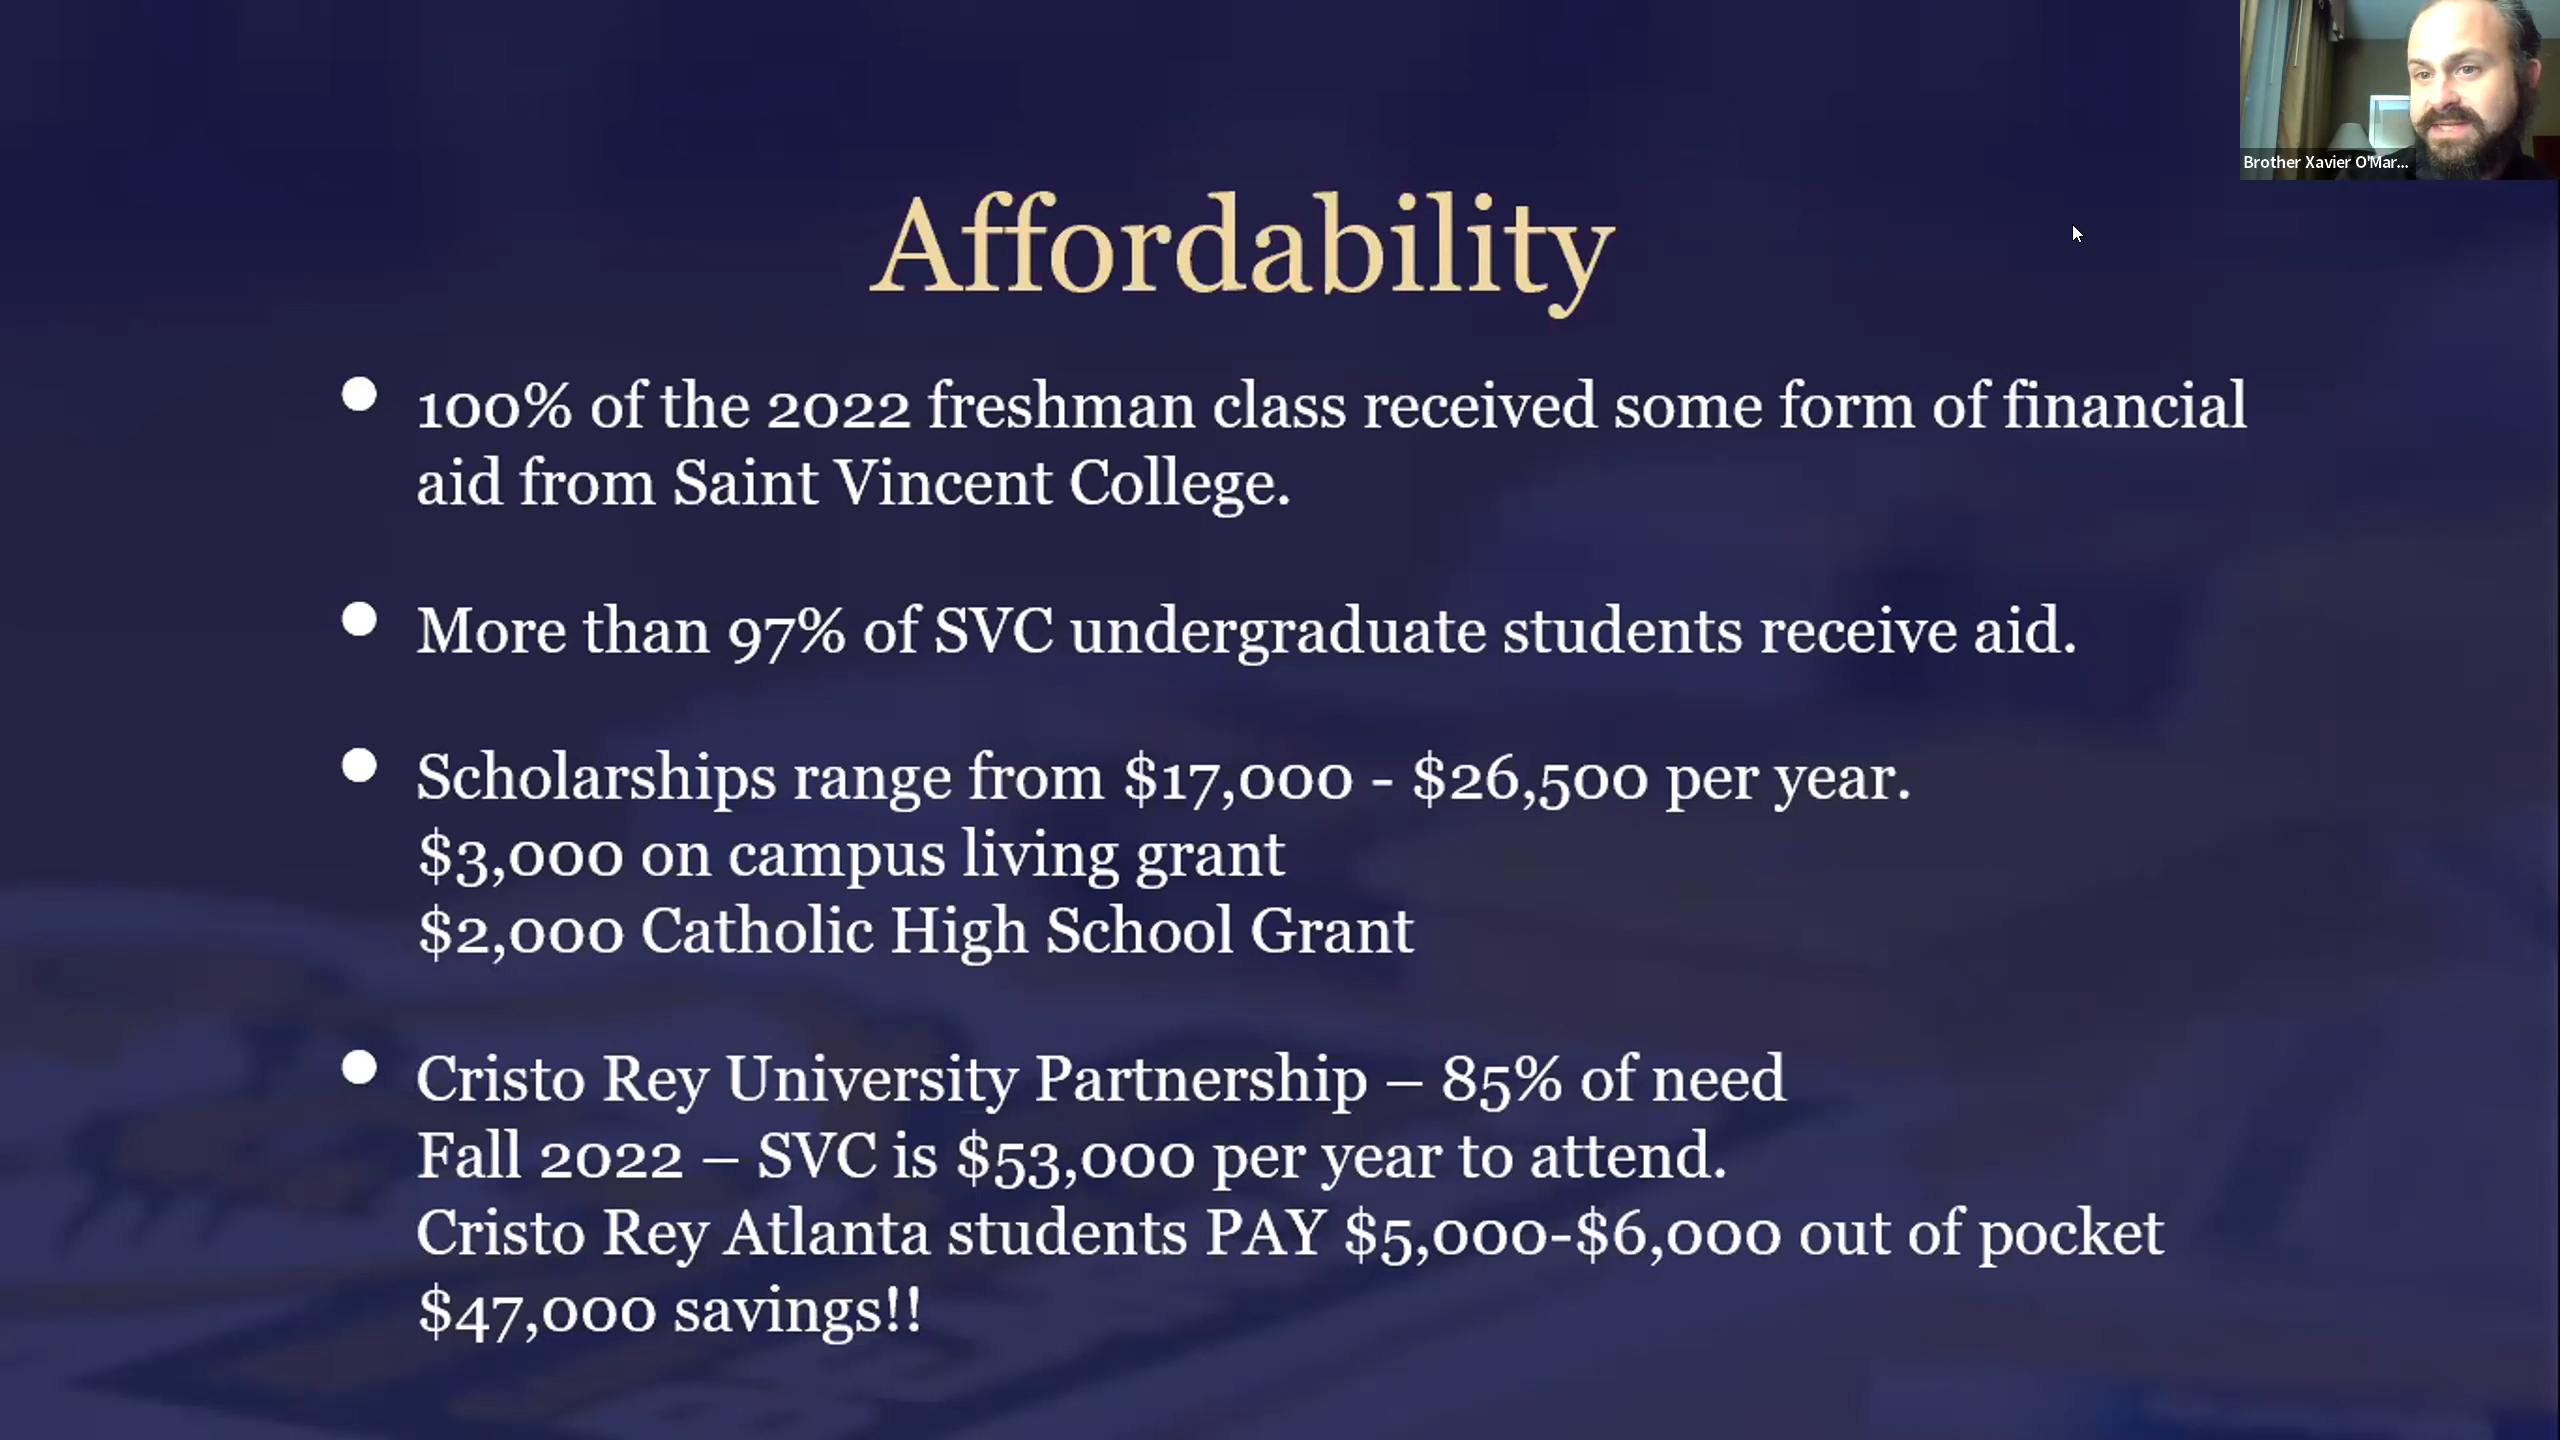 Brother Xavier O'Mar...
Affordability
100% of the 2022 freshman class received some form of financial
aid from Saint Vincent College.
More than 97% of SVC undergraduate students receive aid.
Scholarships range from $17,000 - $26,500 per year.
$3,000 on campus living grant
$2,000 Catholic High School Grant
Cristo Rey University Partnership – 85% of need
Fall 2022 – SVC is $53,000 per year to attend.
Cristo Rey Atlanta students PAY $5,000-$6,000 out of pocket
$47,000 savings!!